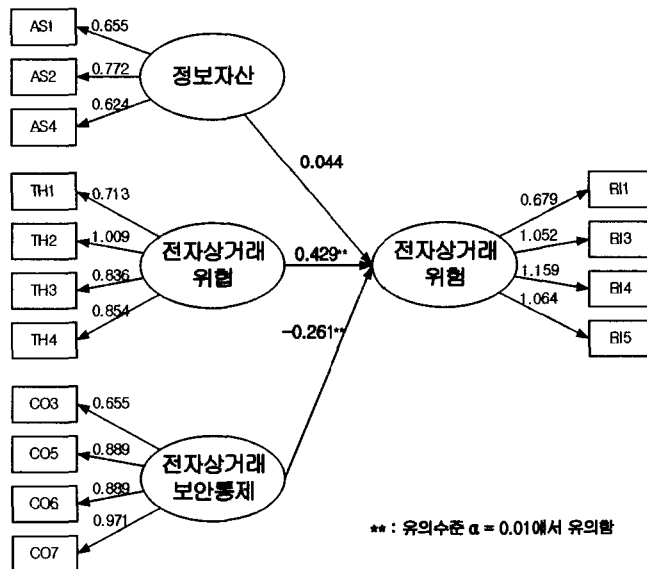 AS1
0.655
AS2
0.772
AS4
0.624
정보자산
0.044
TH1
0.713
TH2
1.009
TH3
0.836
TH4
0.854
전자상거래
위협
0.429**
전자상거래
위험
0.679
RI1
1.052
RI3
1.159
RI4
1.064
RI5
-0.261**
CO3
0.655
CO5
0.889
CO6
0.889
CO7
0.971
전자상거래
보안통제
** : 유의수준 α = 0.01에서 유의함